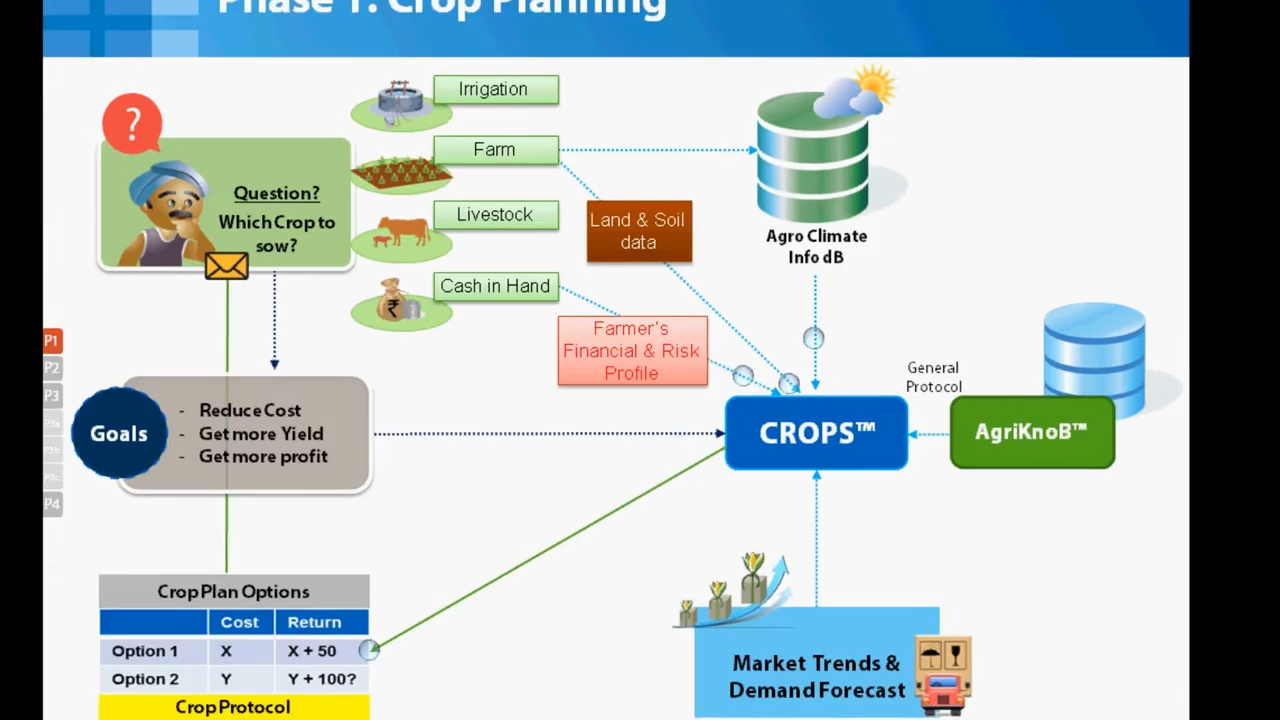 Phase 1: Crop Planning
?
Question?
Which Crop to
sow?
Irrigation
Farm
Livestock
Cash in Hand
₹
Land & Soil
data
Farmer's
Financial & Risk
Profile
Agro Climate
Info dB
P1
P2
P3
P4
Goals
- Reduce Cost
- Get more Yield
- Get more profit
CROPS™
General
Protocol
AgriKnoB™
Crop Plan Options
Cost Return
Option 1 X X + 50
Option 2 Y Y + 100?
Crop Protocol
Market Trends &
Demand Forecast